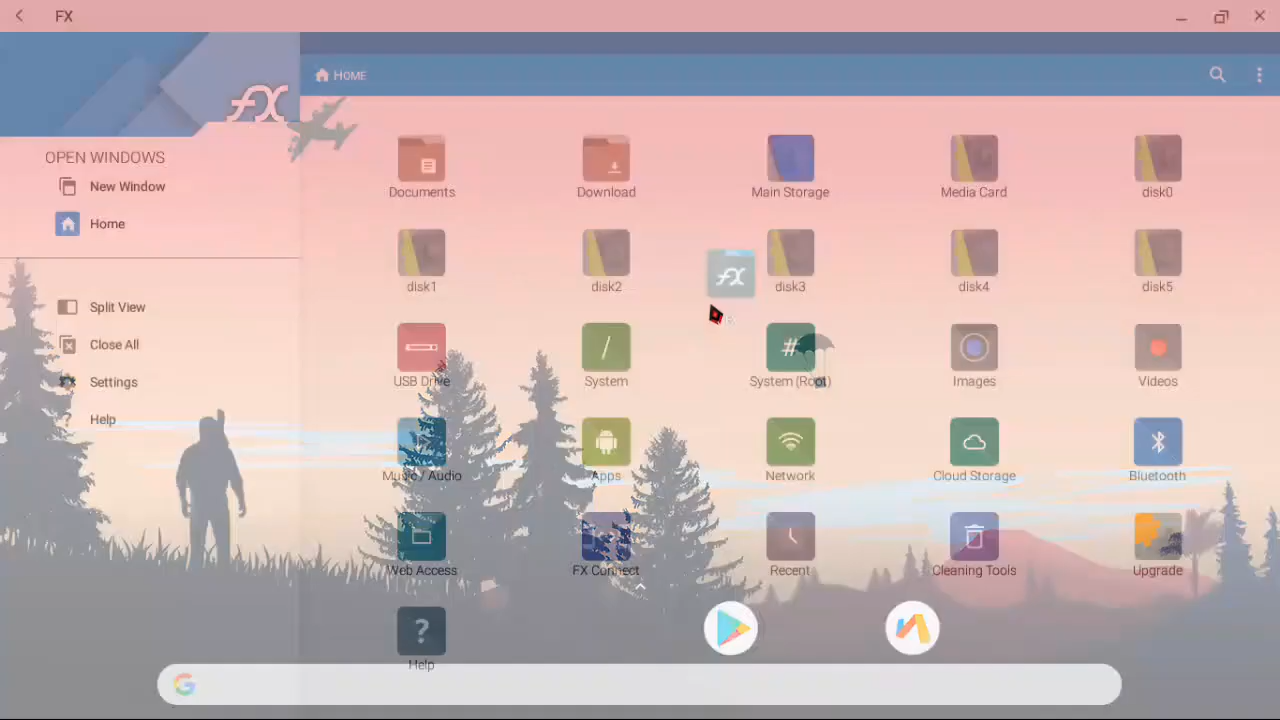 FX
fX
HOME
OPEN WINDOWS
New Window
Home
Split View
Close All
Settings
Help
Documents
Download
Main Storage
Media Card
disk0
disk1
disk2
fX
disk3
disk4
disk5
/
#
USB Drive
System
System (Root)
Images
Videos
Music / Audio
Apps
Network
Cloud Storage
Bluetooth
Web Access
FX Connect
Recent
Cleaning Tools
Upgrade
?
Help
G